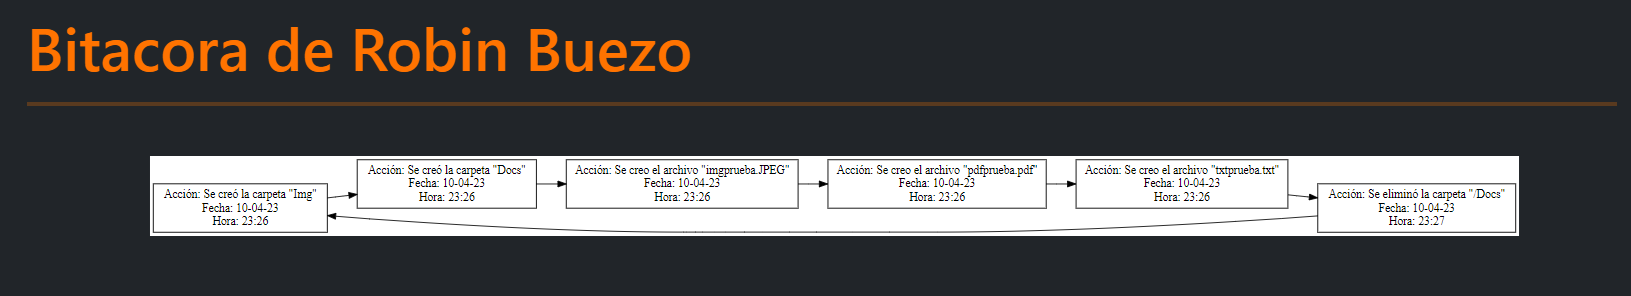 Bitacora de Robin Buezo
Acción: Se creó la carpeta "Img"
Fecha: 10-04-23
Hora: 23:26
Acción: Se creó la carpeta "Docs"
Fecha: 10-04-23
Hora: 23:26
Acción: Se creo el archivo "imgprueba.JPEG"
Fecha: 10-04-23
Hora: 23:26
Acción: Se creo el archivo "pdfprueba.pdf"
Fecha: 10-04-23
Hora: 23:26
Acción: Se creo el archivo "txtprueba.txt"
Fecha: 10-04-23
Hora: 23:26
Acción: Se eliminó la carpeta "/Docs"
Fecha: 10-04-23
Hora: 23:27